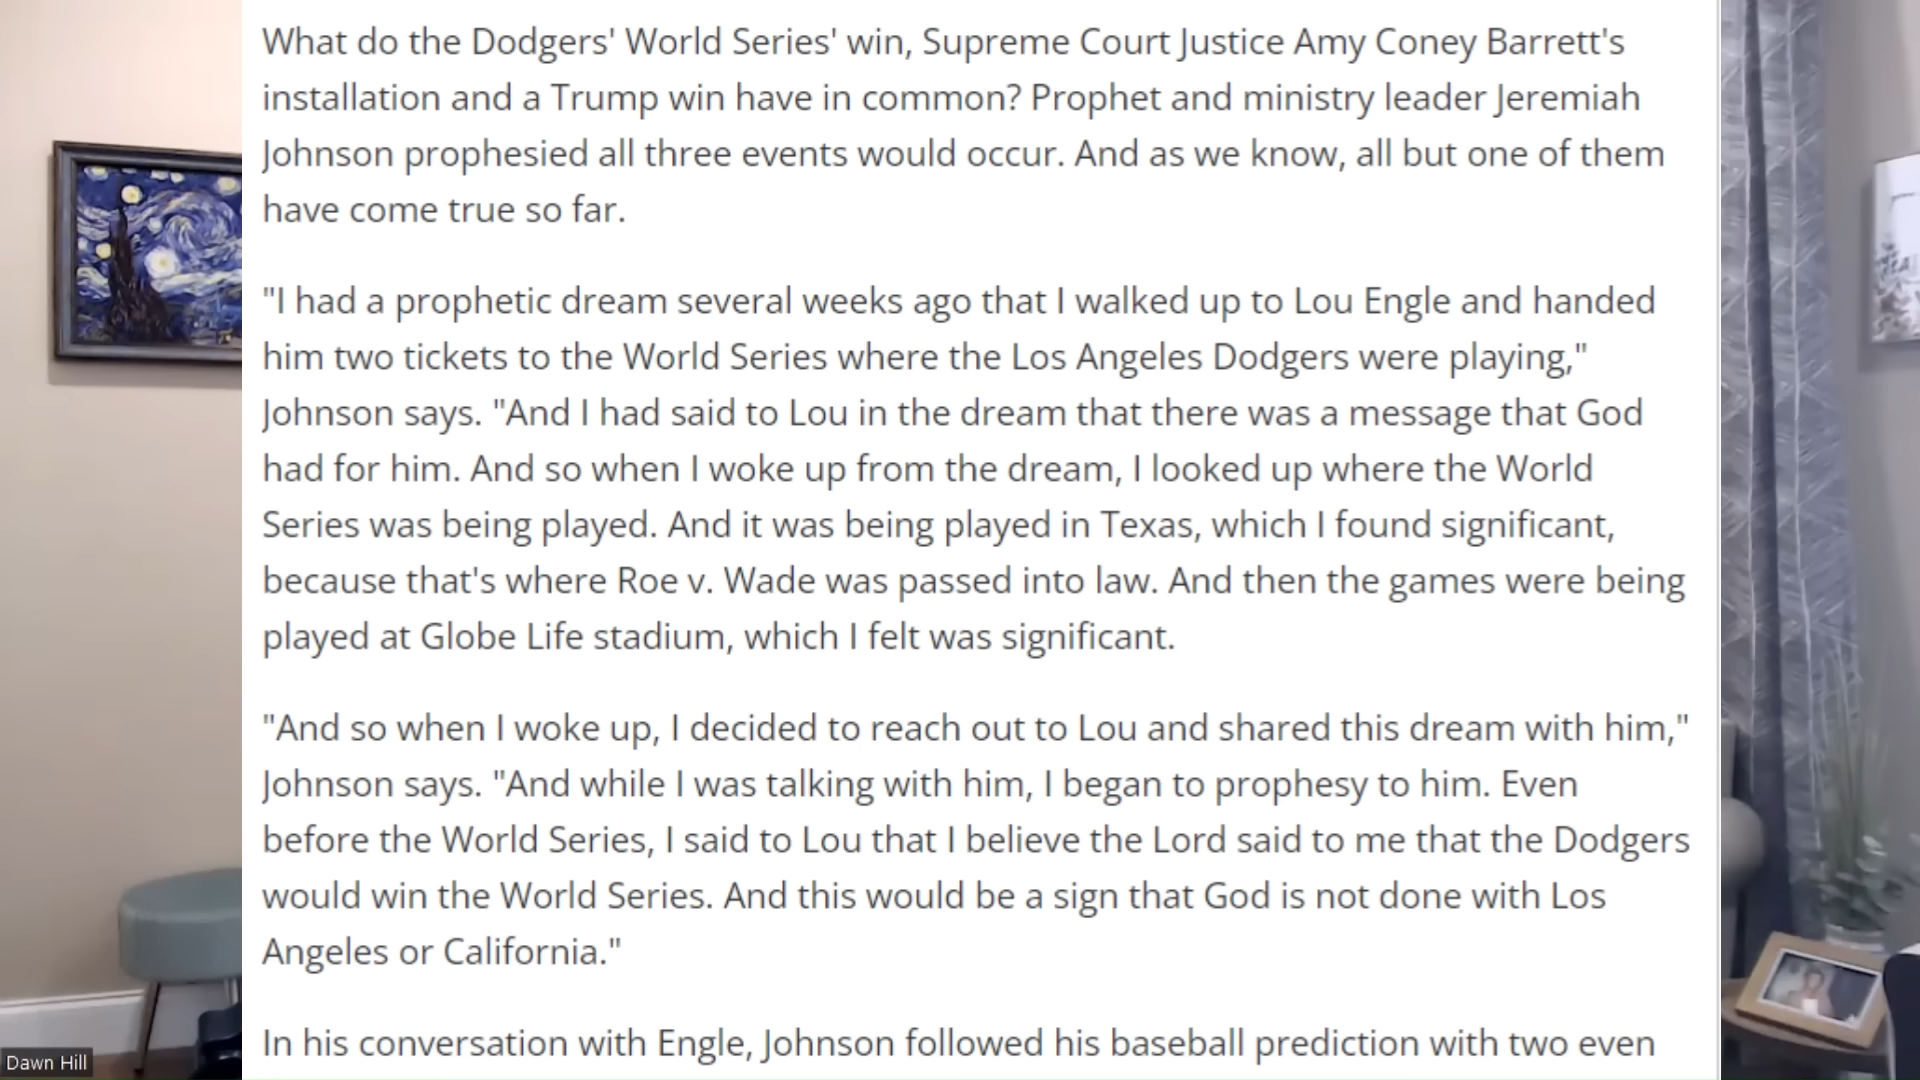 What do the Dodgers' World Series' win, Supreme Court Justice Amy Coney Barrett's
installation and a Trump win have in common? Prophet and ministry leader Jeremiah
Johnson prophesied all three events would occur. And as we know, all but one of them
have come true so far.
"I had a prophetic dream several weeks ago that I walked up to Lou Engle and handed
him two tickets to the World Series where the Los Angeles Dodgers were playing,"
Johnson says. "And I had said to Lou in the dream that there was a message that God
had for him. And so when I woke up from the dream, I looked up where the World
Series was being played. And it was being played in Texas, which I found significant,
because that's where Roe v. Wade was passed into law. And then the games were being
played at Globe Life stadium, which I felt was significant.
"And so when I woke up, I decided to reach out to Lou and shared this dream with him,"
Johnson says. "And while I was talking with him, I began to prophesy to him. Even
before the World Series, I said to Lou that I believe the Lord said to me that the Dodgers
would win the World Series. And this would be a sign that God is not done with Los
Angeles or California."
In his conversation with Engle, Johnson followed his baseball prediction with two even
Dawn Hill